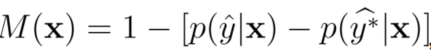 M(x) = 1 − [p(ŷ|x) − p(ŷ*|x)]